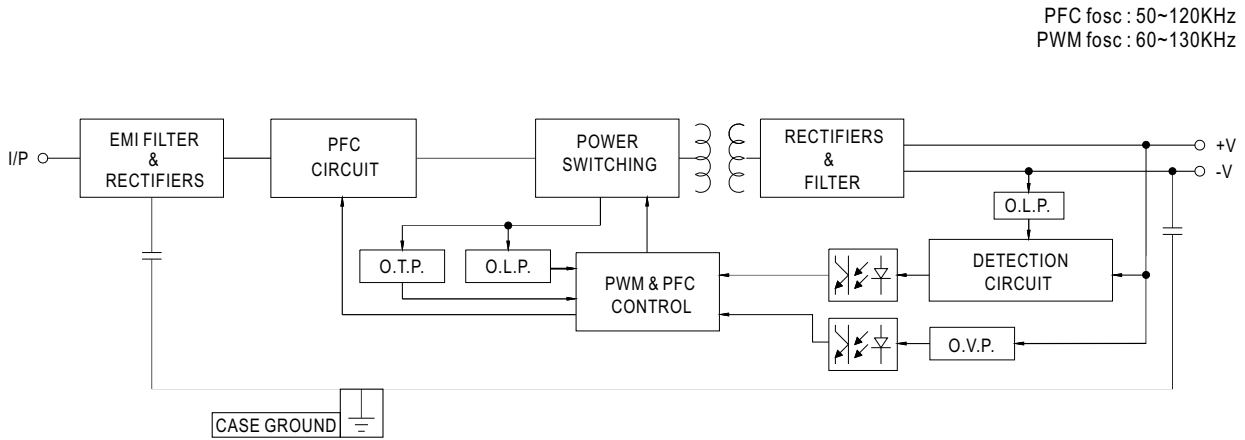 PFC fosc : 50~120KHz
PWM fosc : 60~130KHz
I/P
EMI FILTER
&
RECTIFIERS
PFC
CIRCUIT
POWER
SWITCHING
RECTIFIERS
&
FILTER
+V
-V
O.L.P.
O.T.P.
O.L.P.
PWM & PFC
CONTROL
DETECTION
CIRCUIT
O.V.P.
CASE GROUND